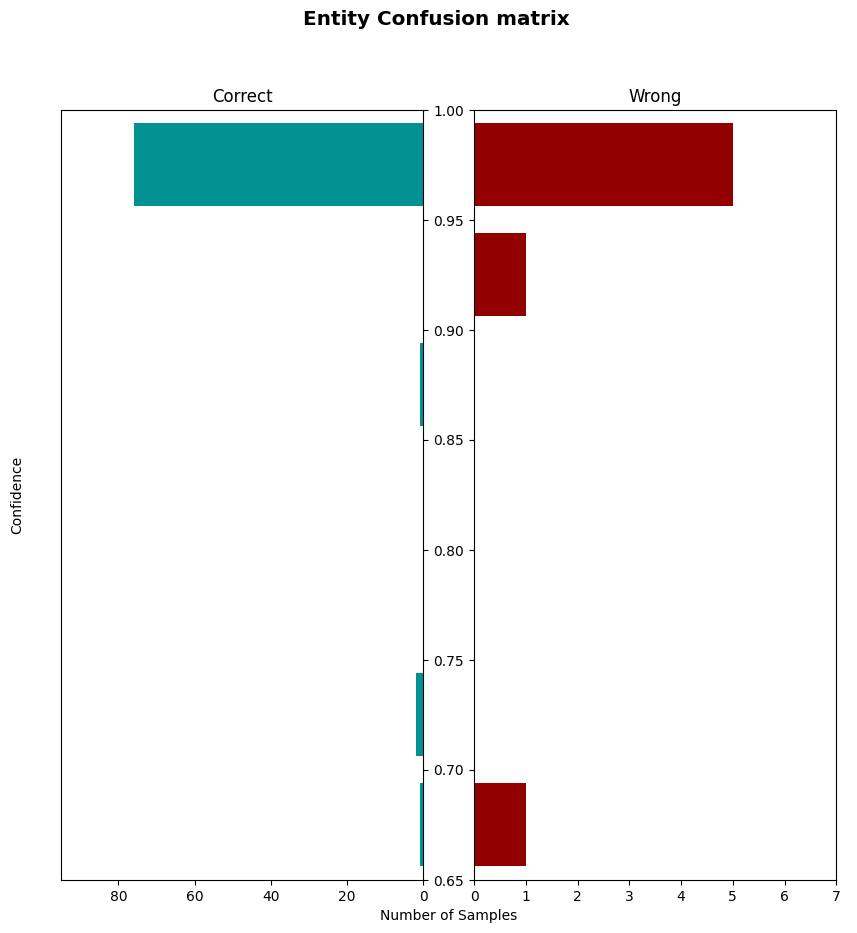 Entity Confusion matrix
Correct
Wrong
1.00
0.95
0.90
0.85
0.80
0.75
0.70
0.65
Confidence
80 60 40 20 0
0 1 2 3 4 5 6 7
Number of Samples